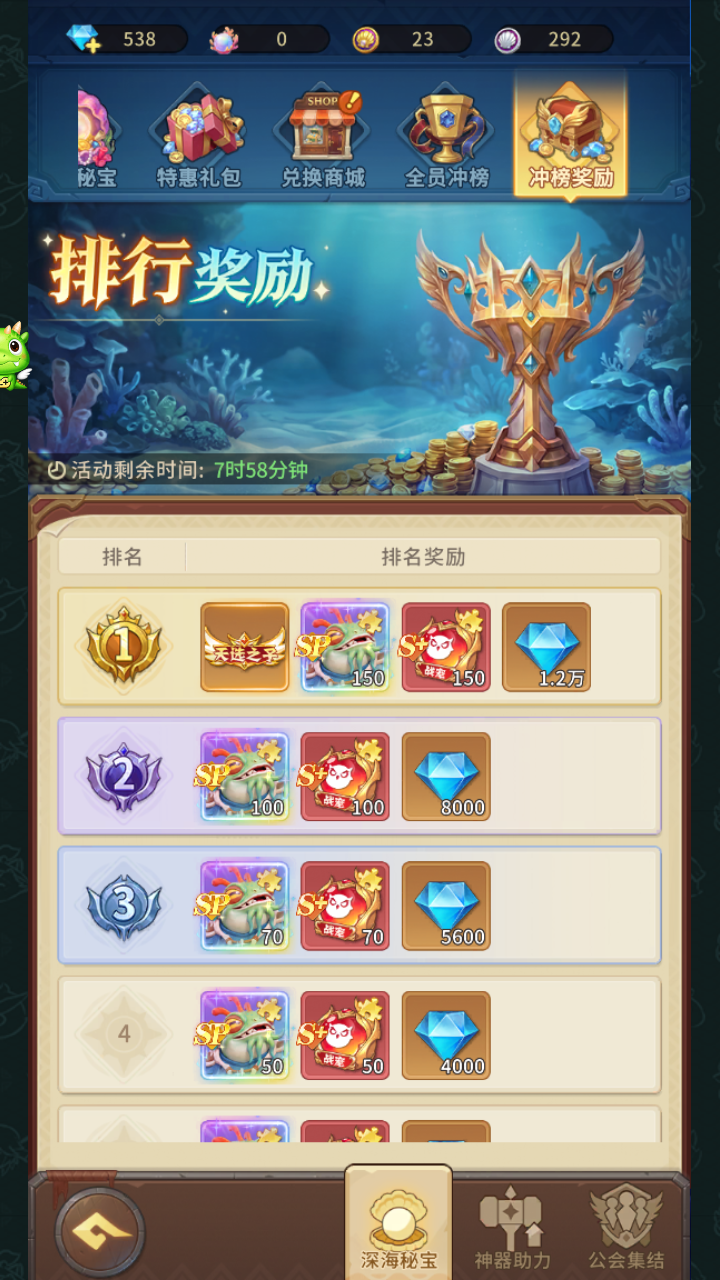 538
0
23
292
SHOP
秘宝
特惠礼包
兑换商城
全员冲榜
冲榜奖励
排行奖励
活动剩余时间: 7时58分钟
排名
排名奖励
1
天选之子
SP
150
S+
战宠
150
1.2万
2
SP
100
S+
战宠
100
8000
3
SP
70
S+
战宠
70
5600
4
SP
50
S+
战宠
50
4000
深海秘宝
神器助力
公会集结